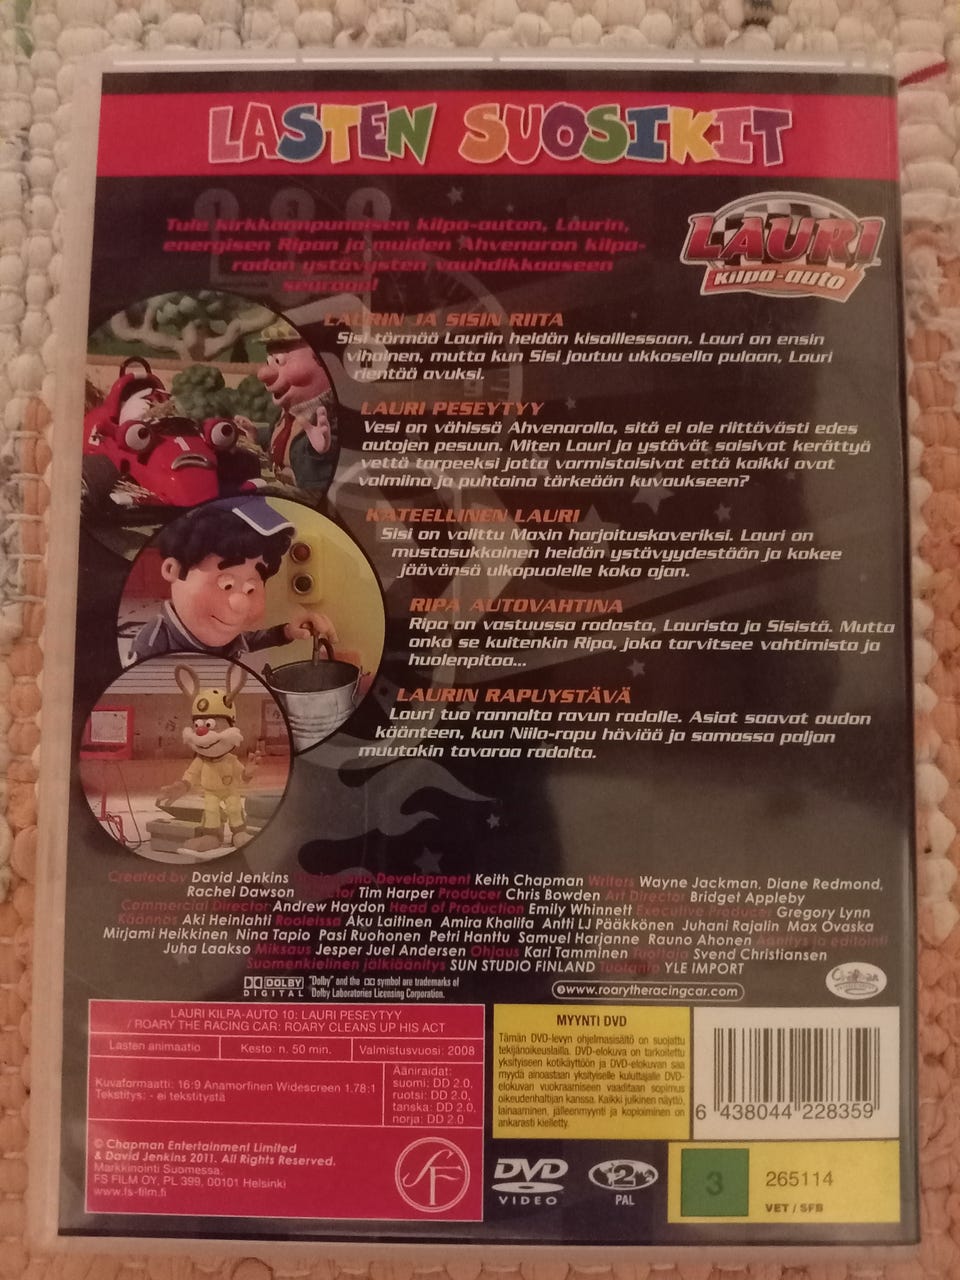 LASTEN SUOSIKIT
Tule kirkkaanpunaisen kilpa-auton, Laurin,
energisen Ripan ja muiden Ahvenaron kilpa-
radan ystävysten vauhdikkaaseen
seuraan!
LAURI
Kilpa-auto
LAURIN JA SISIN RIITA
Sisi törmää Lauriin heidän kisaillessaan. Lauri on ensin
vihainen, mutta kun Sisi joutuu ukkosella pulaan, Lauri
rientää avuksi.
LAURI PESEYTYY
Vesi on vähissä Ahvenarolla, sitä ei ole riittävästi edes
autojen pesuun. Miten Lauri ja ystävät saisivat kerättyä
vettä tarpeeksi jotta varmistaisivat että kaikki ovat
valmiina ja puhtaina tärkeään kuvaukseen?
KATEELLINEN LAURI
Sisi on valittu Maxin harjoituskaveriksi. Lauri on
mustasukkainen heidän ystävyydestään ja kokee
jäävänsä ulkopuolelle koko ajan.
RIPA AUTOVAHTINA
Ripa on vastuussa radasta, Laurista ja Sisistä. Mutta
onko se kuitenkin Ripa, joka tarvitsee vahtimista ja
huolenpitoa...
LAURIN RAPUYSTÄVÄ
Lauri tuo rannalta ravun radalle. Asiat saavat oudon
käänteen, kun Niilo-rapu häviää ja samassa paljon
muutakin tavaraa radalta.
1
Created by David Jenkins Development Keith Chapman Writers Wayne Jackman, Diane Redmond,
Rachel Dawson Director Tim Harper Producer Chris Bowden Art Director Bridget Appleby
Commercial Director Andrew Haydon Head of Production Emily Whinnett Executive Producer Gregory Lynn
Käännös Aki Heinlahti Rooleissa Aku Laitinen Amira Khalifa Antti LJ Pääkkönen Juhani Rajalin Max Ovaska
Mirjami Heikkinen Nina Tapio Pasi Ruohonen Petri Hanttu Samuel Harjanne Rauno Ahonen Äänitys ja editointi
Juha Laakso Miksaus Jesper Juel Andersen Ohjaus Kari Tamminen Tuottaja Svend Christiansen
Suomenkielinen jälkiäänitys SUN STUDIO FINLAND Tuotanto YLE IMPORT
DOLBY DIGITAL "Dolby" and the symbol are trademarks of
Dolby Laboratories Licensing Corporation.
www.roarytheracingcar.com
LAURI KILPA-AUTO 10: LAURI PESEYTYY
/ ROARY THE RACING CAR: ROARY CLEANS UP HIS ACT
Lasten animaatio Kesto: n. 50 min. Valmistusvuosi: 2008
Kuvaformaatti: 16:9 Anamorfinen Widescreen 1.78:1
Tekstitys: - ei tekstitystä
Ääniraidat:
suomi: DD 2.0,
ruotsi: DD 2.0,
tanska: DD 2.0,
norja: DD 2.0
© Chapman Entertainment Limited
& David Jenkins 2011. All Rights Reserved.
Markkinointi Suomessa:
FS FILM OY, PL 399, 00101 Helsinki
www.fs-film.fi
SF
MYYNTI DVD
Tämän DVD-levyn ohjelmasisältö on suojattu
tekijänoikeuslailla. DVD-elokuva on tarkoitettu
yksityiseen kotikäyttöön ja DVD-elokuvan saa
myydä ainoastaan yksityiselle kuluttajalle DVD-
elokuvan vuokraamiseen vaaditaan sopimus
oikeudenhaltijan kanssa. Kaikki julkinen näyttö,
lainaaminen, jälleenmyynti ja kopioiminen on
ankarasti kielletty.
6 438044 228359
DVD
VIDEO
2
PAL
3
265114
VET / SFB